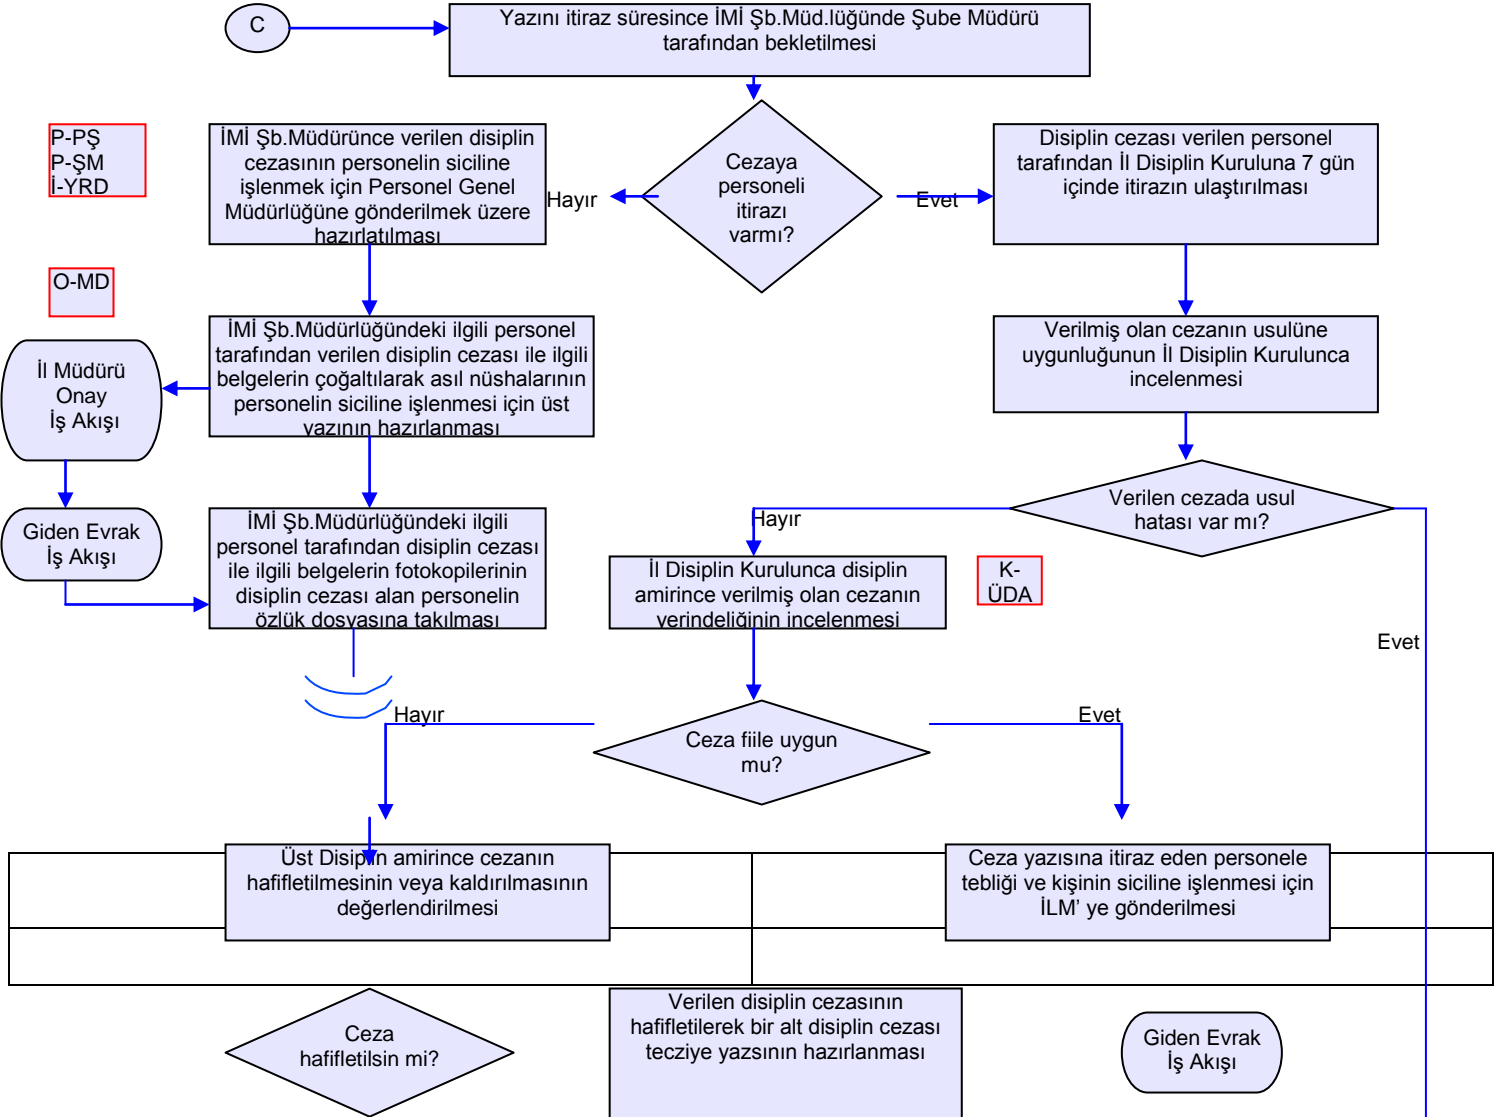 C
Yazını itiraz süresince İMİ Şb.Müd.lüğünde Şube Müdürü
tarafından bekletilmesi
P-PŞ
P-ŞM
İ-YRD
İMİ Şb.Müdürünce verilen disiplin
cezasının personelin siciline
işlenmek için Personel Genel
Müdürlüğüne gönderilmek üzere
hazırlatılması
Hayır
Cezaya
personeli
itirazı
varmı?
Evet
Disiplin cezası verilen personel
tarafından İl Disiplin Kuruluna 7 gün
içinde itirazın ulaştırılması
O-MD
İl Müdürü
Onay
İş Akışı
İMİ Şb.Müdürlüğündeki ilgili personel
tarafından verilen disiplin cezası ile ilgili
belgelerin çoğaltılarak asıl nüshalarının
personelin siciline işlenmesi için üst
yazının hazırlanması
Verilmiş olan cezanın usulüne
uygunluğunun İl Disiplin Kurulunca
incelenmesi
Giden Evrak
İş Akışı
İMİ Şb.Müdürlüğündeki ilgili
personel tarafından disiplin cezası
ile ilgili belgelerin fotokopilerinin
disiplin cezası alan personelin
özlük dosyasına takılması
Verilen cezada usul
hatası var mı?
Hayır
İl Disiplin Kurulunca disiplin
amirince verilmiş olan cezanın
yerindeliğinin incelenmesi
K-
ÜDA
Evet
Hayır
Ceza fiile uygun
mu?
Evet
Üst Disiplin amirince cezanın
hafifletilmesinin veya kaldırılmasının
değerlendirilmesi
Ceza yazısına itiraz eden personele
tebliği ve kişinin siciline işlenmesi için
İLM’ ye gönderilmesi
Ceza
hafifletilsin mi?
Verilen disiplin cezasının
hafifletilerek bir alt disiplin cezası
tecziye yazsının hazırlanması
Giden Evrak
İş Akışı